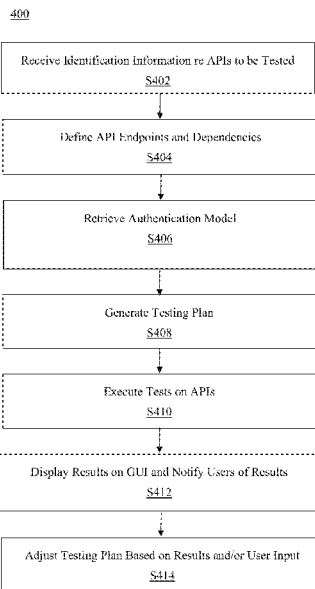 400
Receive Identification Information re APIs to be Tested
S402
Define API Endpoints and Dependencies
S404
Retrieve Authentication Model
S406
Generate Testing Plan
S408
Execute Tests on APIs
S410
Display Results on GUI and Notify Users of Results
S412
Adjust Testing Plan Based on Results and/or User Input
S414